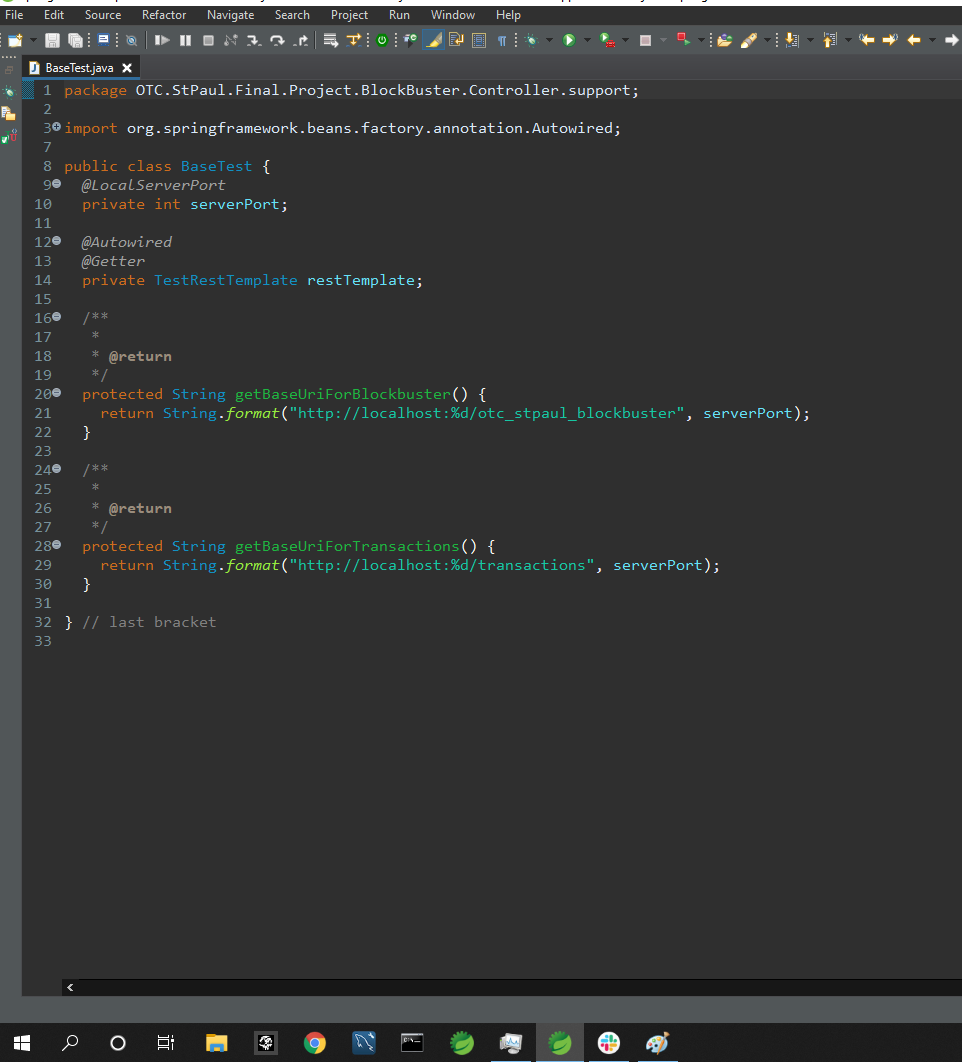 File Edit Source Refactor Navigate Search Project Run Window Help
BaseTest.java
1 package OTC.StPaul.Final.Project.BlockBuster.Controller.support;
2
3 import org.springframework.beans.factory.annotation.Autowired;
7
8 public class BaseTest {
9 @LocalServerPort
10 private int serverPort;
11
12 @Autowired
13 @Getter
14 private TestRestTemplate restTemplate;
15
16 /**
17 *
18 * @return
19 */
20 protected String getBaseUriForBlockbuster() {
21 return String.format("http://localhost:%d/otc_stpaul_blockbuster", serverPort);
22 }
23
24 /**
25 *
26 * @return
27 */
28 protected String getBaseUriForTransactions() {
29 return String.format("http://localhost:%d/transactions", serverPort);
30 }
31
32 } // last bracket
33